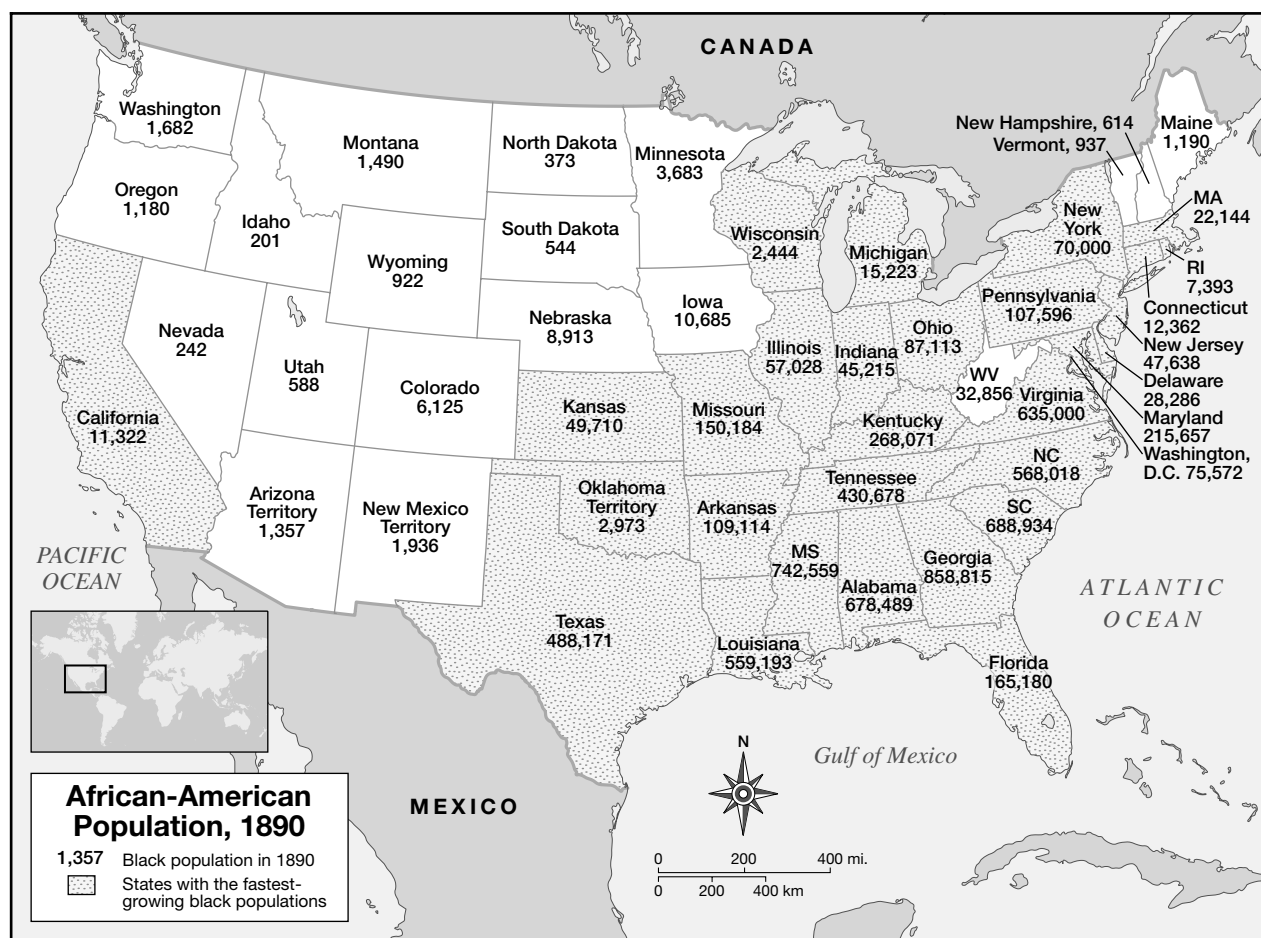 CANADA
Washington
1,682
Montana
1,490
North Dakota
373
Minnesota
3,683
New Hampshire, 614
Vermont, 937
Maine
1,190
Oregon
1,180
Idaho
201
Wyoming
922
South Dakota
544
Wisconsin
2,444
Michigan
15,223
New
York
70,000
MA
22,144
RI
7,393
Connecticut
12,362
New Jersey
47,638
Delaware
28,286
Maryland
215,657
Washington,
D.C. 75,572
Nevada
242
Utah
588
Colorado
6,125
Nebraska
8,913
Iowa
10,685
Illinois
57,028
Indiana
45,215
Ohio
87,113
Pennsylvania
107,596
WV
32,856
Virginia
635,000
California
11,322
Kansas
49,710
Missouri
150,184
Kentucky
268,071
NC
568,018
Tennessee
430,678
SC
688,934
Arizona
Territory
1,357
New Mexico
Territory
1,936
Oklahoma
Territory
2,973
Arkansas
109,114
MS
742,559
Alabama
678,489
Georgia
858,815
Texas
488,171
Louisiana
559,193
Florida
165,180
PACIFIC
OCEAN
ATLANTIC
OCEAN
Gulf of Mexico
MEXICO
N
0 200 400 mi.
0 200 400 km
African-American
Population, 1890
1,357 Black population in 1890
States with the fastest-
growing black populations